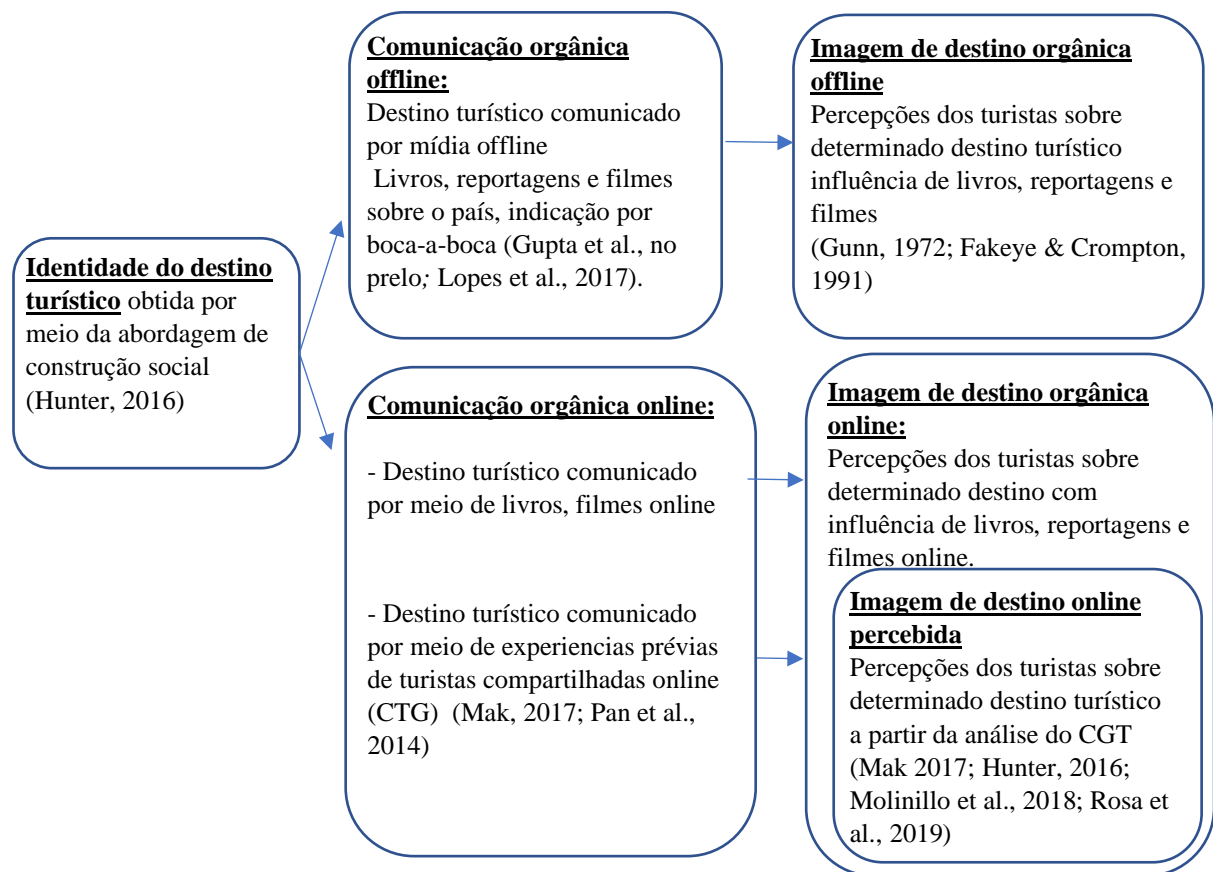 Identidade do destino
turístico obtida por
meio da abordagem de
construção social
(Hunter, 2016)
Comunicação orgânica
offline:
Destino turístico comunicado
por mídia offline
Livros, reportagens e filmes
sobre o país, indicação por
boca-a-boca (Gupta et al., no
prelo; Lopes et al., 2017).
Imagem de destino orgânica
offline
Percepções dos turistas sobre
determinado destino turístico
influência de livros, reportagens e
filmes
(Gunn, 1972; Fakeye & Crompton,
1991)
Comunicação orgânica online:
- Destino turístico comunicado
por meio de livros, filmes online
- Destino turístico comunicado
por meio de experiencias prévias
de turistas compartilhadas online
(CTG) (Mak, 2017; Pan et al.,
2014)
Imagem de destino orgânica
online:
Percepções dos turistas sobre
determinado destino com
influência de livros, reportagens e
filmes online.
Imagem de destino online
percebida
Percepções dos turistas sobre
determinado destino turístico
a partir da análise do CGT
(Mak 2017; Hunter, 2016;
Molinillo et al., 2018; Rosa et
al., 2019)